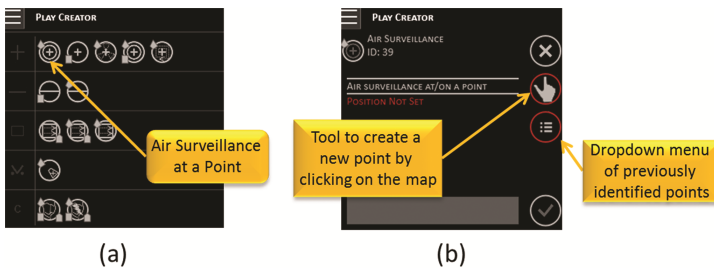 PLAY CREATOR
C
Air Surveillance
at a Point
(a)
PLAY CREATOR
AIR SURVEILLANCE
ID: 39
AIR SURVEILLANCE AT/ON A POINT
POSITION NOT SET
Tool to create a
new point by
clicking on the map
Dropdown menu
of previously
identified points
(b)